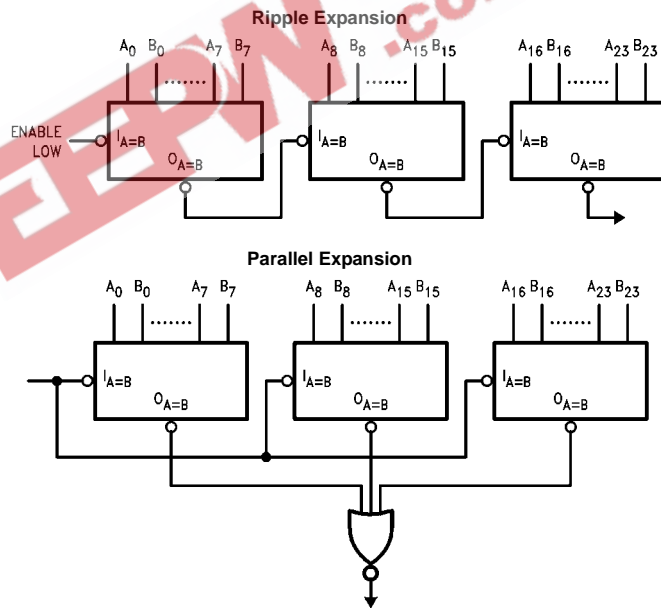 Ripple Expansion
A0 B0 ....... A7 B7 A8 B8 ....... A15 B15 A16 B16 ....... A23 B23
ENABLE
LOW
IA=B IA=B IA=B
OA=B OA=B OA=B
EEPW.co
Parallel Expansion
A0 B0 ....... A7 B7 A8 B8 ....... A15 B15 A16 B16 ....... A23 B23
IA=B IA=B IA=B
OA=B OA=B OA=B